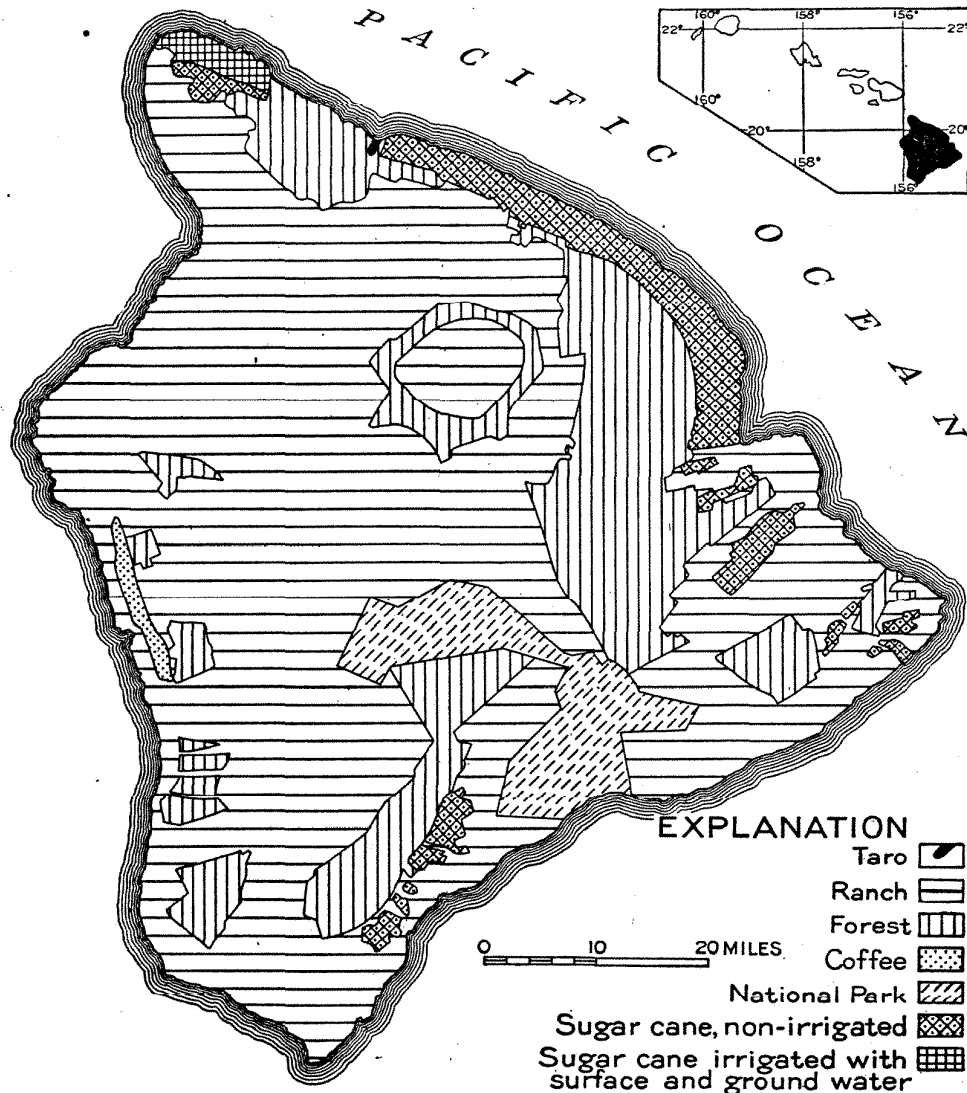 PACIFIC OCEAN
160° 158° 156°
22° 22°
160°
20° 20°
158°
156°
EXPLANATION
Taro
Ranch
Forest
Coffee
National Park
Sugar cane, non-irrigated
Sugar cane irrigated with
surface and ground water
0 10 20 MILES